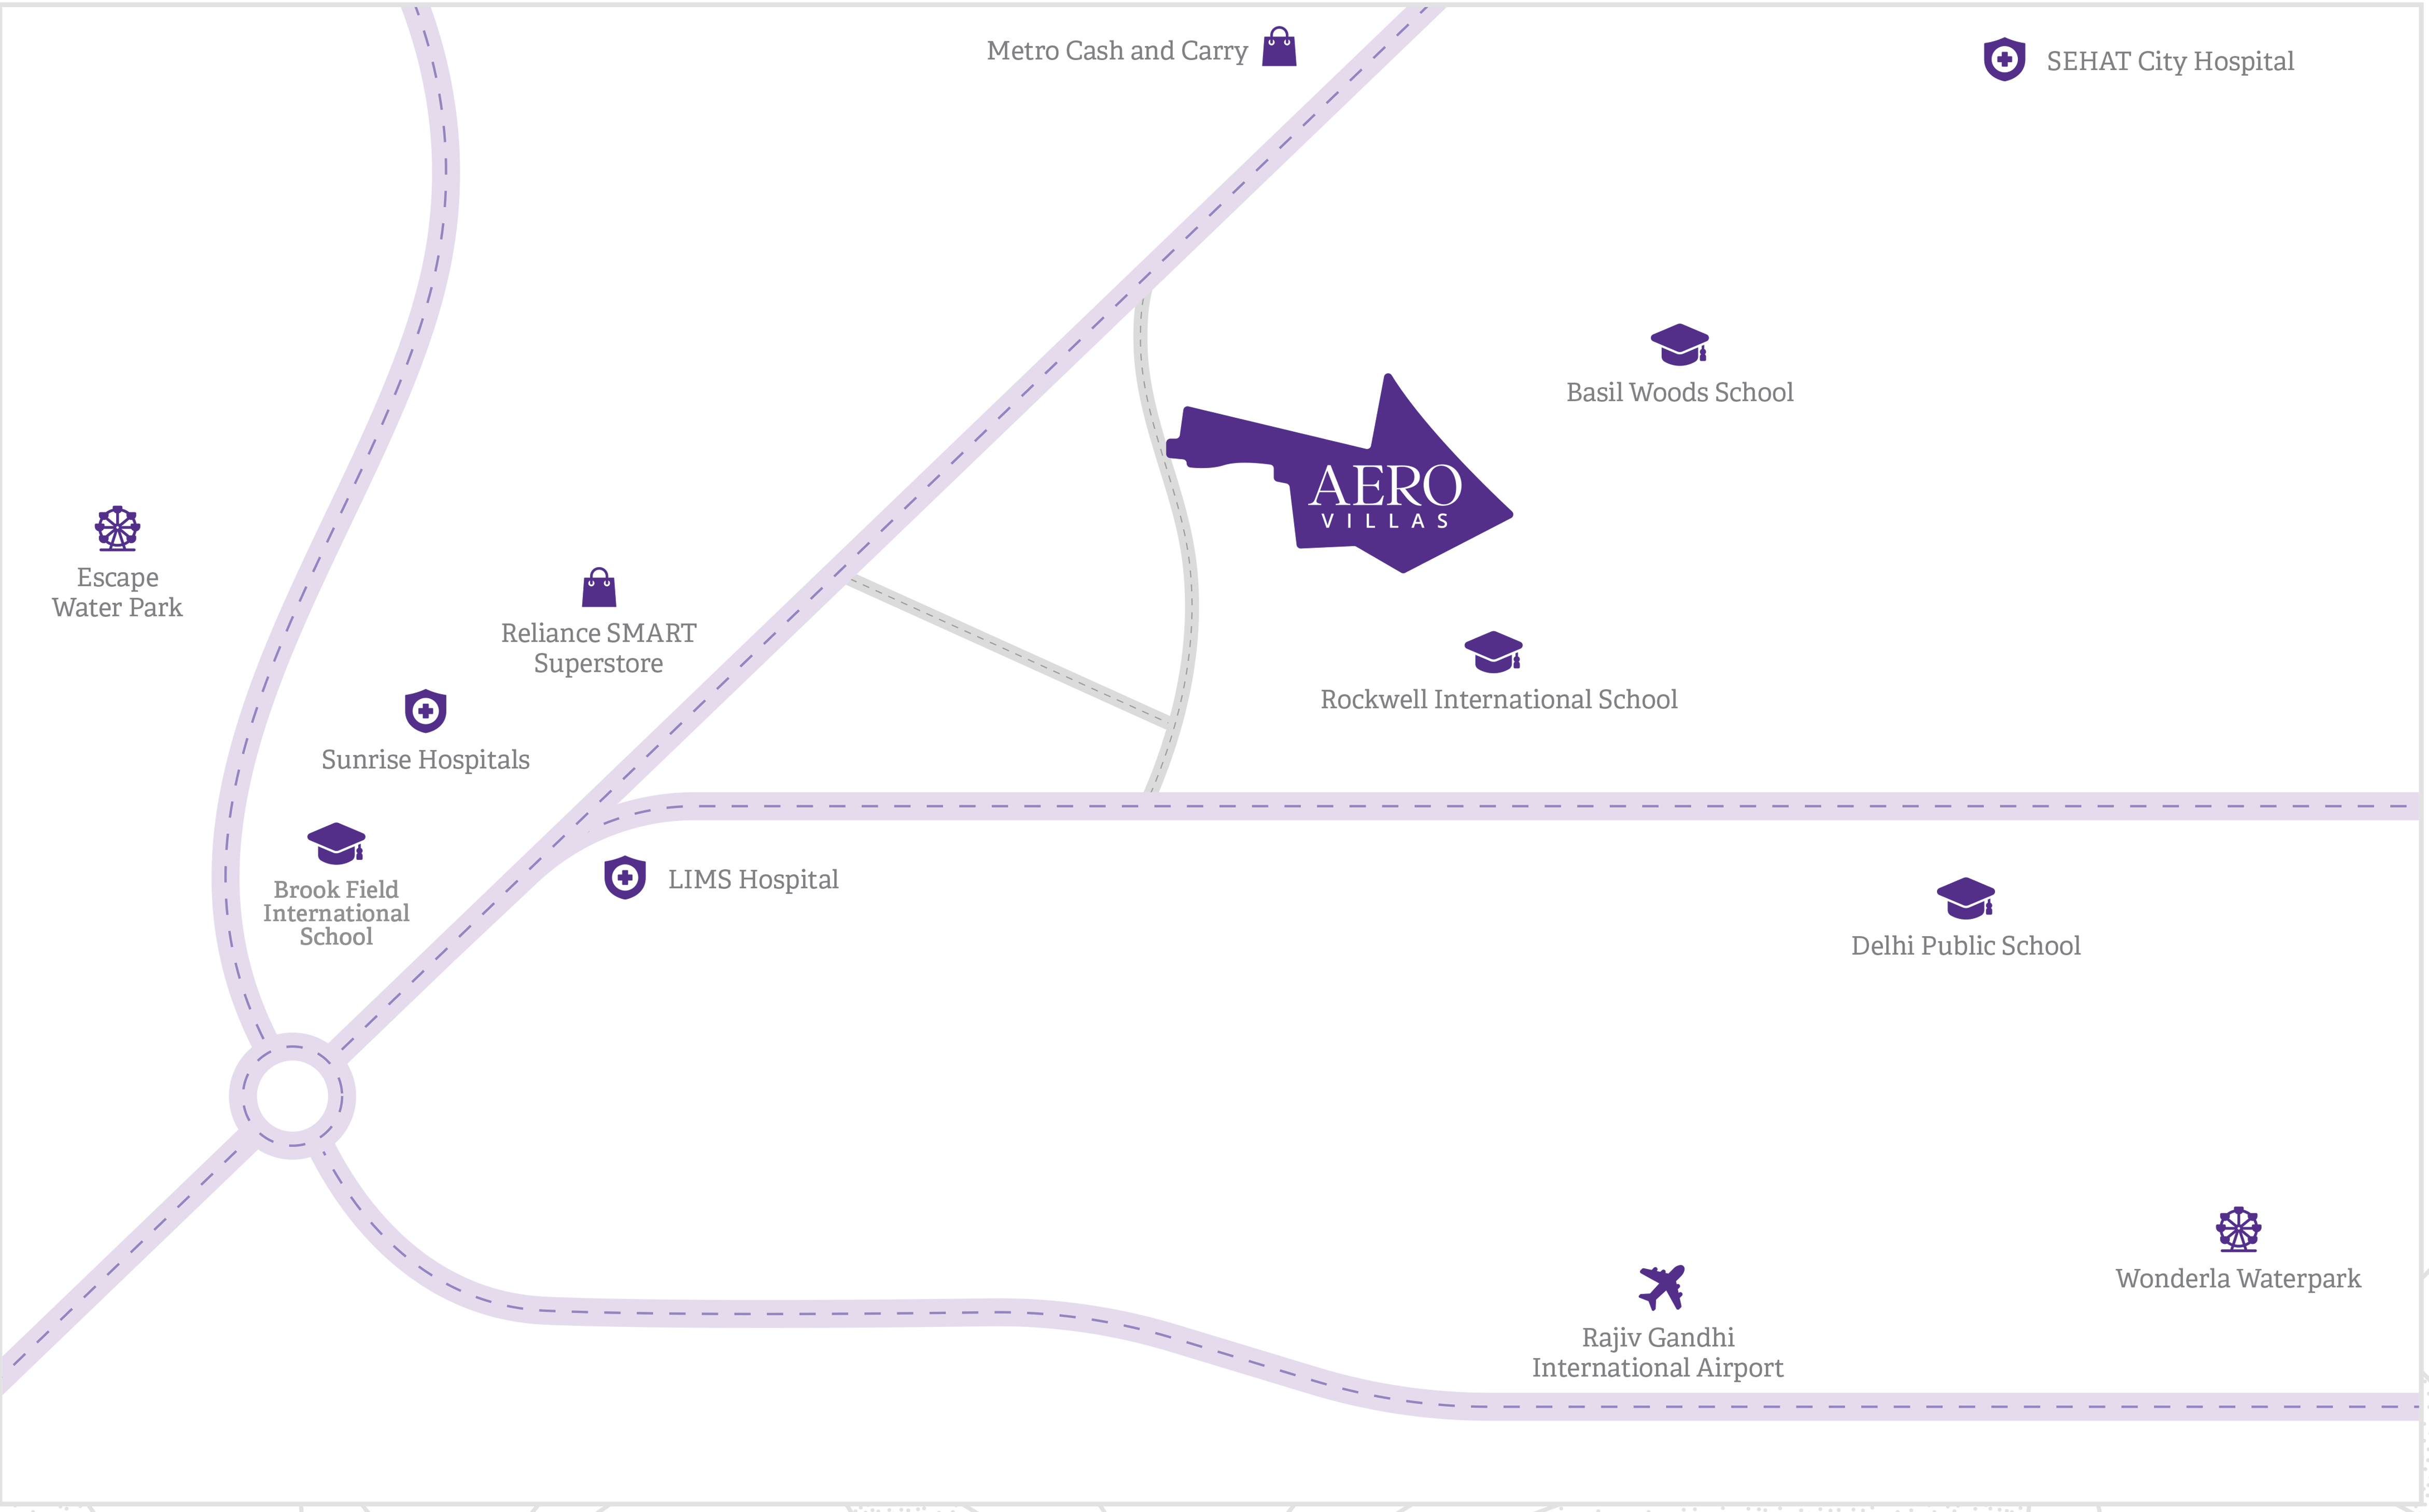 Metro Cash and Carry
SEHAT City Hospital
Basil Woods School
AERO
VILLAS
Escape
Water Park
Reliance SMART
Superstore
Rockwell International School
Sunrise Hospitals
Brook Field
International
School
LIMS Hospital
Delhi Public School
Wonderla Waterpark
Rajiv Gandhi
International Airport